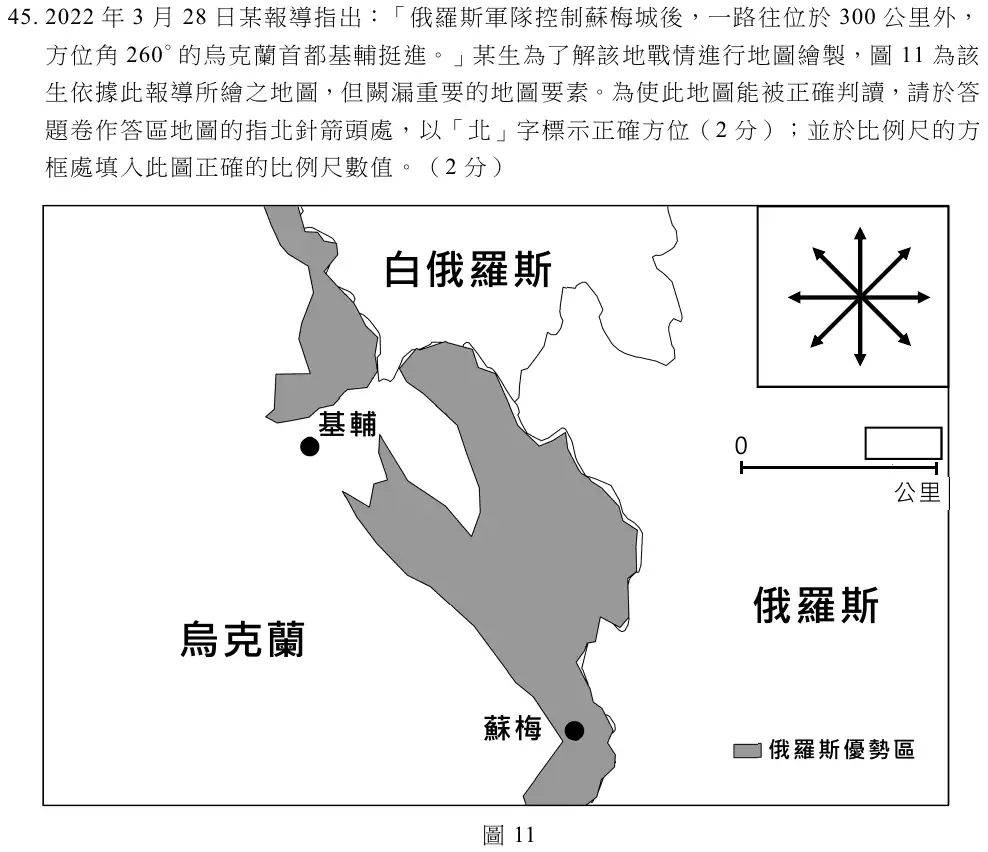 45. 2022 年 3 月 28 日某報導指出：「俄羅斯軍隊控制蘇梅城後，一路往位於 300 公里外，
方位角 260° 的烏克蘭首都基輔挺進。」某生為了解該地戰情進行地圖繪製，圖 11 為該
生依據此報導所繪之地圖，但闕漏重要的地圖要素。為使此地圖能被正確判讀，請於答
題卷作答區地圖的指北針箭頭處，以「北」字標示正確方位（2 分）；並於比例尺的方
框處填入此圖正確的比例尺數值。（2 分）
白俄羅斯
基輔
0
公里
俄羅斯
烏克蘭
蘇梅
俄羅斯優勢區
圖 11